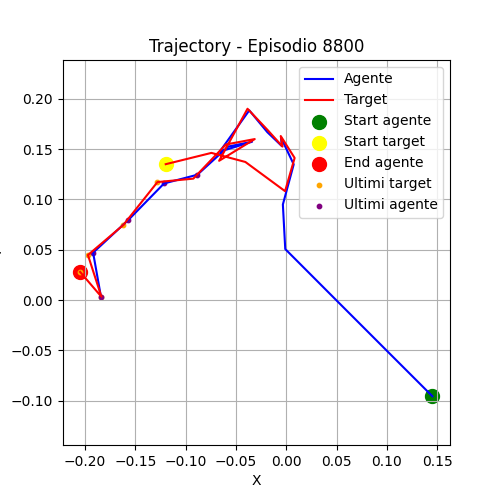 Trajectory - Episodio 8800
Agente
Target
Start agente
Start target
End agente
Ultimi target
Ultimi agente
0.20
0.15
0.10
0.05
0.00
−0.05
−0.10
−0.20
−0.15
−0.10
−0.05
0.00
0.05
0.10
0.15
X